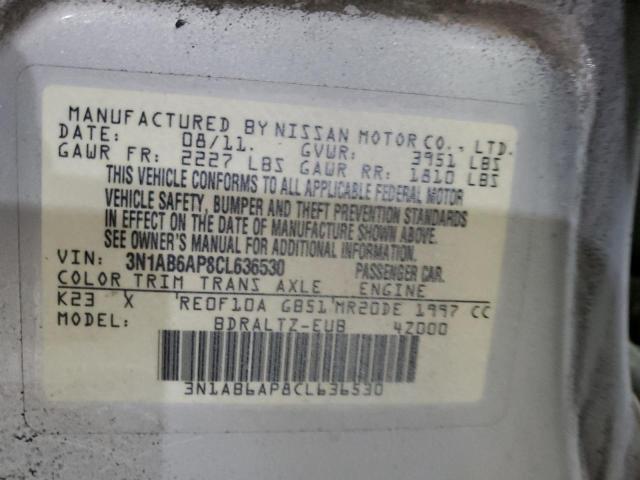 MANUFACTURED BY NISSAN MOTOR CO., LTD.
DATE: 08/11. GVWR: 3951 LBS
GAWR FR: 2227 LBS GAWR RR: 1810 LBS
THIS VEHICLE CONFORMS TO ALL APPLICABLE FEDERAL MOTOR
VEHICLE SAFETY, BUMPER AND THEFT PREVENTION STANDARDS
IN EFFECT ON THE DATE OF MANUFACTURE SHOWN ABOVE.
SEE OWNER'S MANUAL FOR ADDITIONAL INFORMATION.
VIN: 3N1AB6AP8CL636530 PASSENGER CAR.
COLOR TRIM TRANS AXLE ENGINE
K23 X RE0F10A GB51 MR20DE 1997 CC
MODEL: BDRALTZ-EUB 4Z000
3N1AB6AP8CL636530